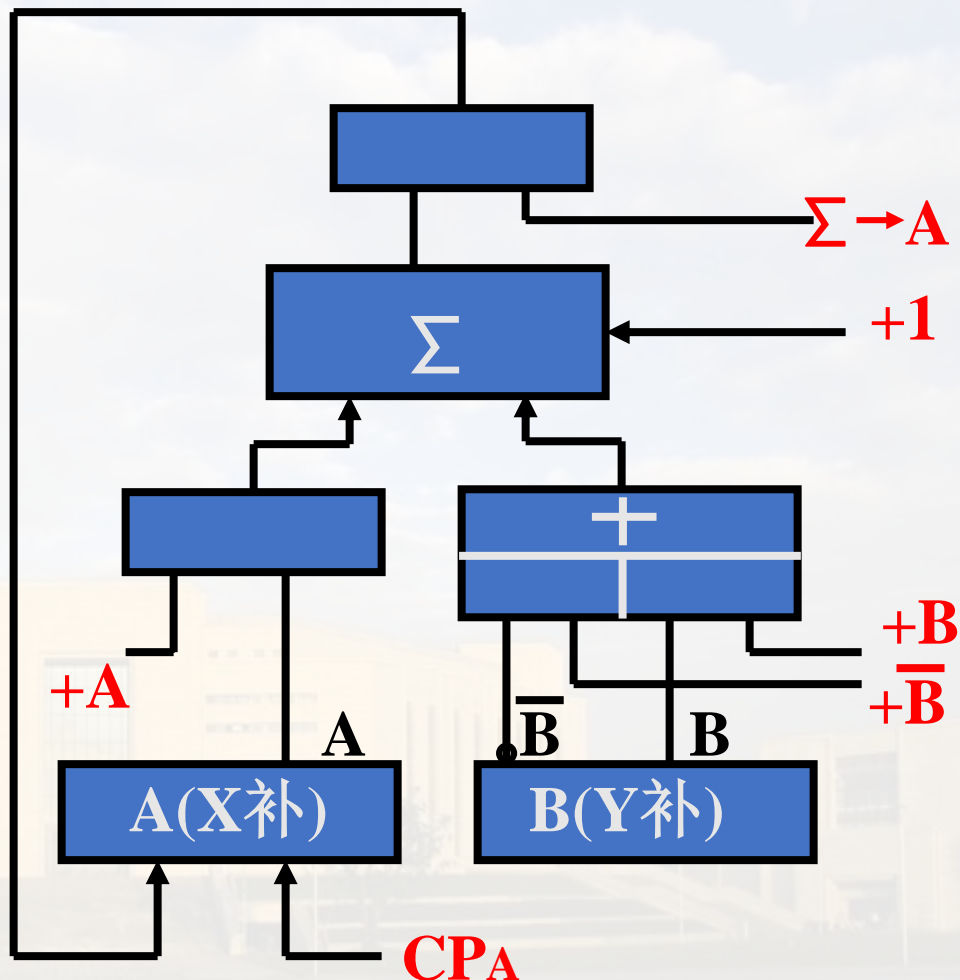 ∑→A
+1
∑
+
+B
+B̅
+A
B̅
B
A
A(X补)
B(Y补)
CPA